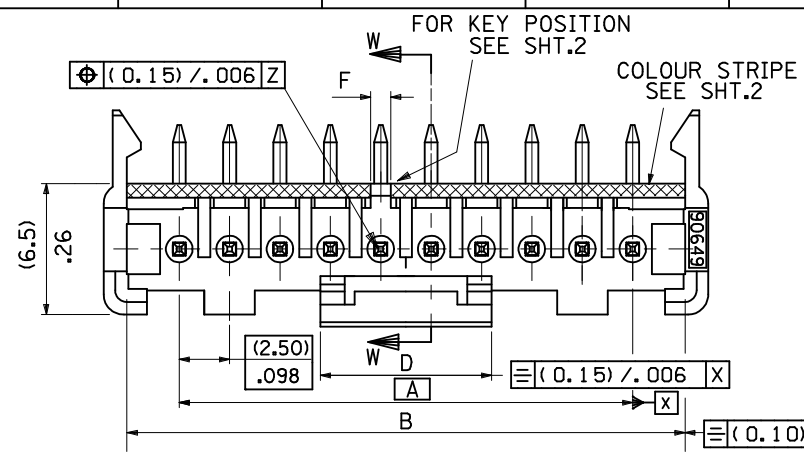 FOR KEY POSITION
SEE SHT.2
W
⌖ (0.15)/.006 Z
F
COLOUR STRIPE
SEE SHT.2
(6.5)
.26
90649
(2.50)
.098
W
D
⌯ (0.15)/.006 X
A
X
B
⌯ (0.10)